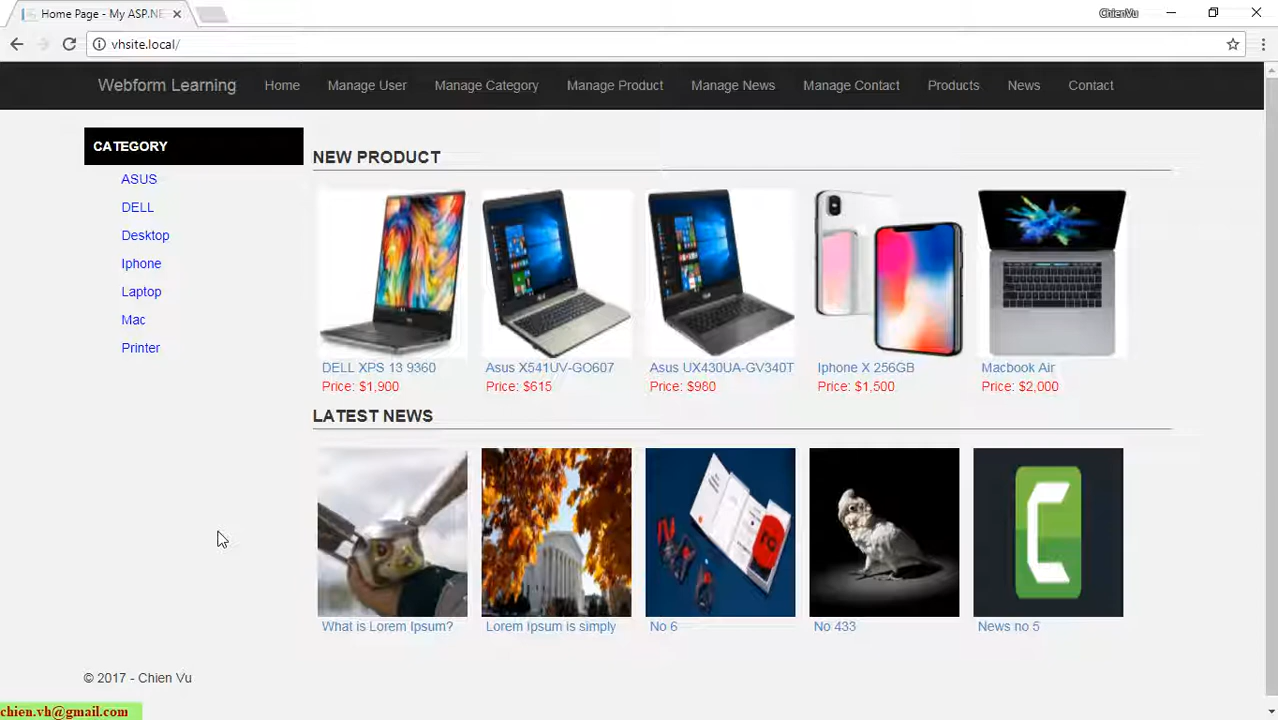 Home Page - My ASP.NE
ChienVu
vhsite.local/
Webform Learning Home Manage User Manage Category Manage Product Manage News Manage Contact Products News Contact
CATEGORY
ASUS
DELL
Desktop
Iphone
Laptop
Mac
Printer
NEW PRODUCT
DELL XPS 13 9360
Price: $1,900
Asus X541UV-GO607
Price: $615
Asus UX430UA-GV340T
Price: $980
Iphone X 256GB
Price: $1,500
Macbook Air
Price: $2,000
LATEST NEWS
What is Lorem Ipsum?
Lorem Ipsum is simply
No 6
No 433
News no 5
© 2017 - Chien Vu
chien.vh@gmail.com